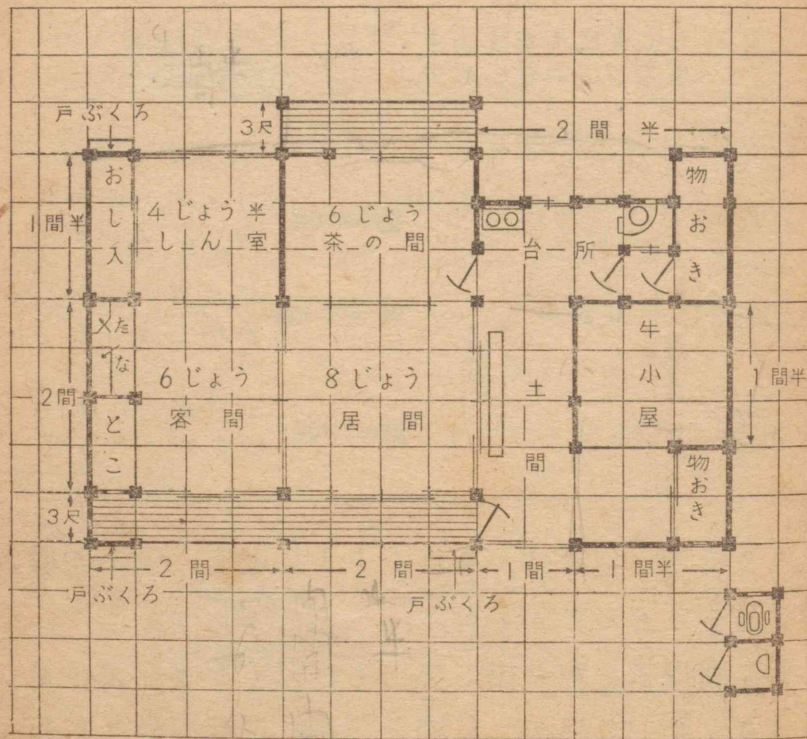 戸ぶくろ
3尺
2間半
1間半
おし入
4じょう半
しん室
6じょう
茶の間
台所
物おき
2間
たな
とこ
6じょう
客間
8じょう
居間
土間
牛小屋
1間半
物おき
3尺
2間
2間
1間
1間半
戸ぶくろ
戸ぶくろ